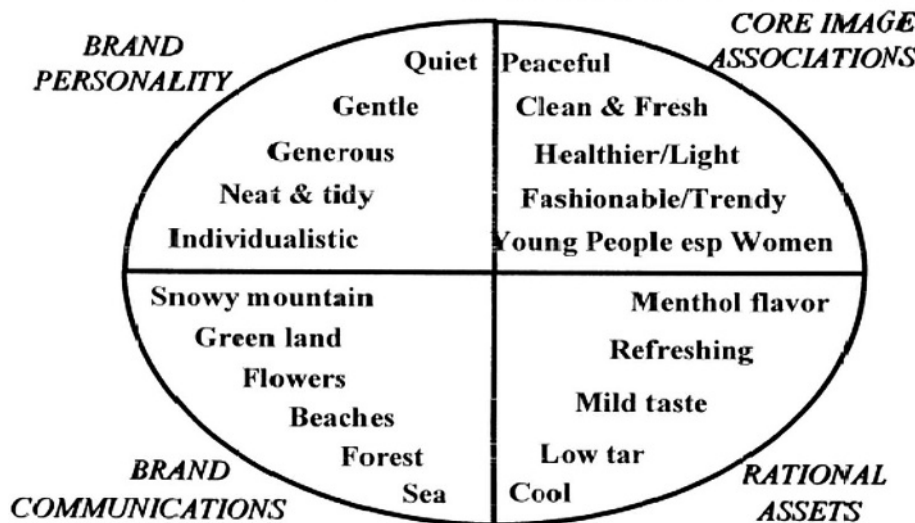 BRAND
PERSONALITY
Quiet
Gentle
Generous
Neat & tidy
Individualistic
CORE IMAGE
ASSOCIATIONS
Peaceful
Clean & Fresh
Healthier/Light
Fashionable/Trendy
Young People esp Women
Snowy mountain
Green land
Flowers
Beaches
Forest
Sea
BRAND
COMMUNICATIONS
Menthol flavor
Refreshing
Mild taste
Low tar
Cool
RATIONAL
ASSETS